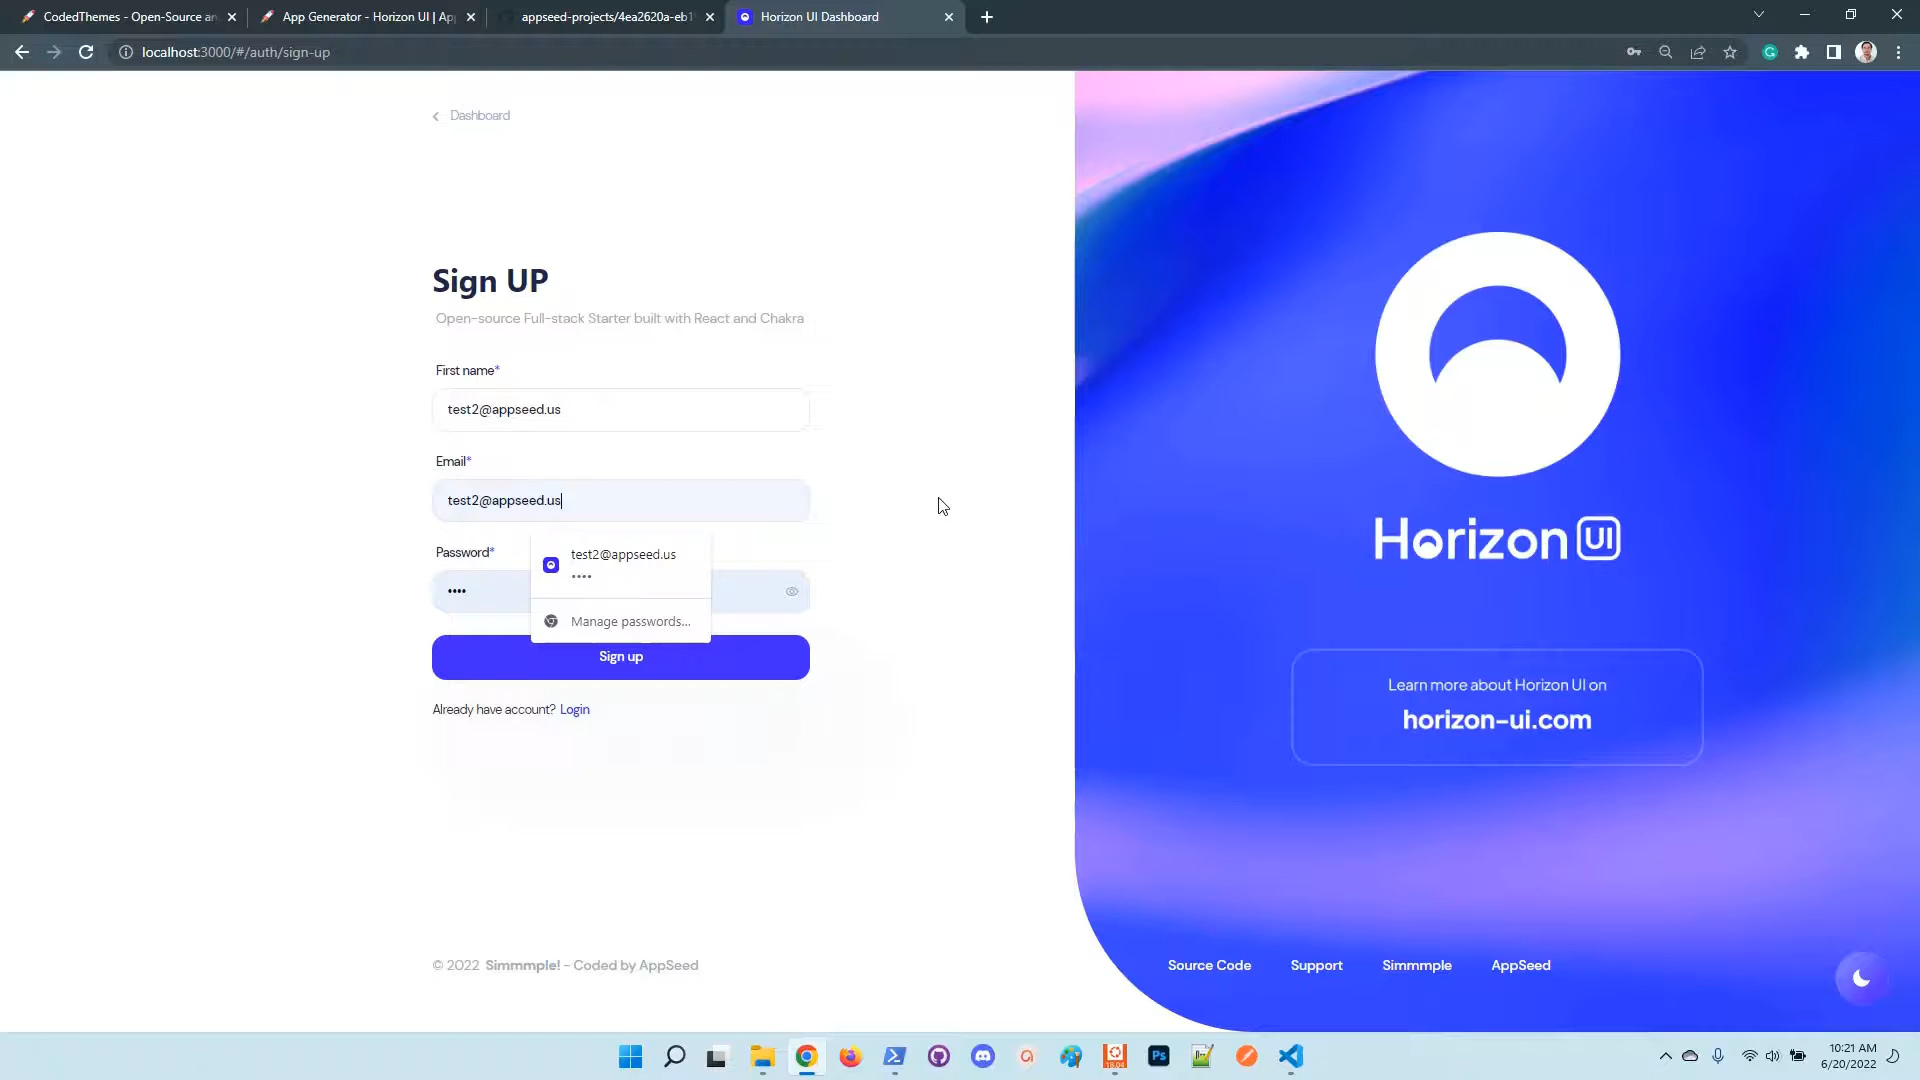 CodedThemes - Open-Source an
App Generator - Horizon UI | Ap
appseed-projects/4ea2620a-eb1
Horizon UI Dashboard
localhost:3000/#/auth/sign-up
Dashboard
Sign UP
Open-source Full-stack Starter built with React and Chakra
First name*
test2@appseed.us
Email*
test2@appseed.us
Password*
••••
test2@appseed.us
••••
Manage passwords...
Sign up
Already have account? Login
© 2022 Simmmple! - Coded by AppSeed
Horizon UI
Learn more about Horizon UI on
horizon-ui.com
Source Code
Support
Simmmple
AppSeed
Ps
18.04
10:21 AM
6/20/2022